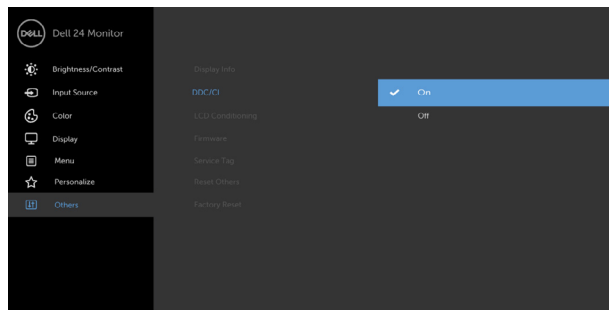 DELL Dell 24 Monitor
Brightness/Contrast
Input Source
Color
Display
Menu
Personalize
Others
Display Info
DDC/CI
LCD Conditioning
Firmware
Service Tag
Reset Others
Factory Reset
On
Off